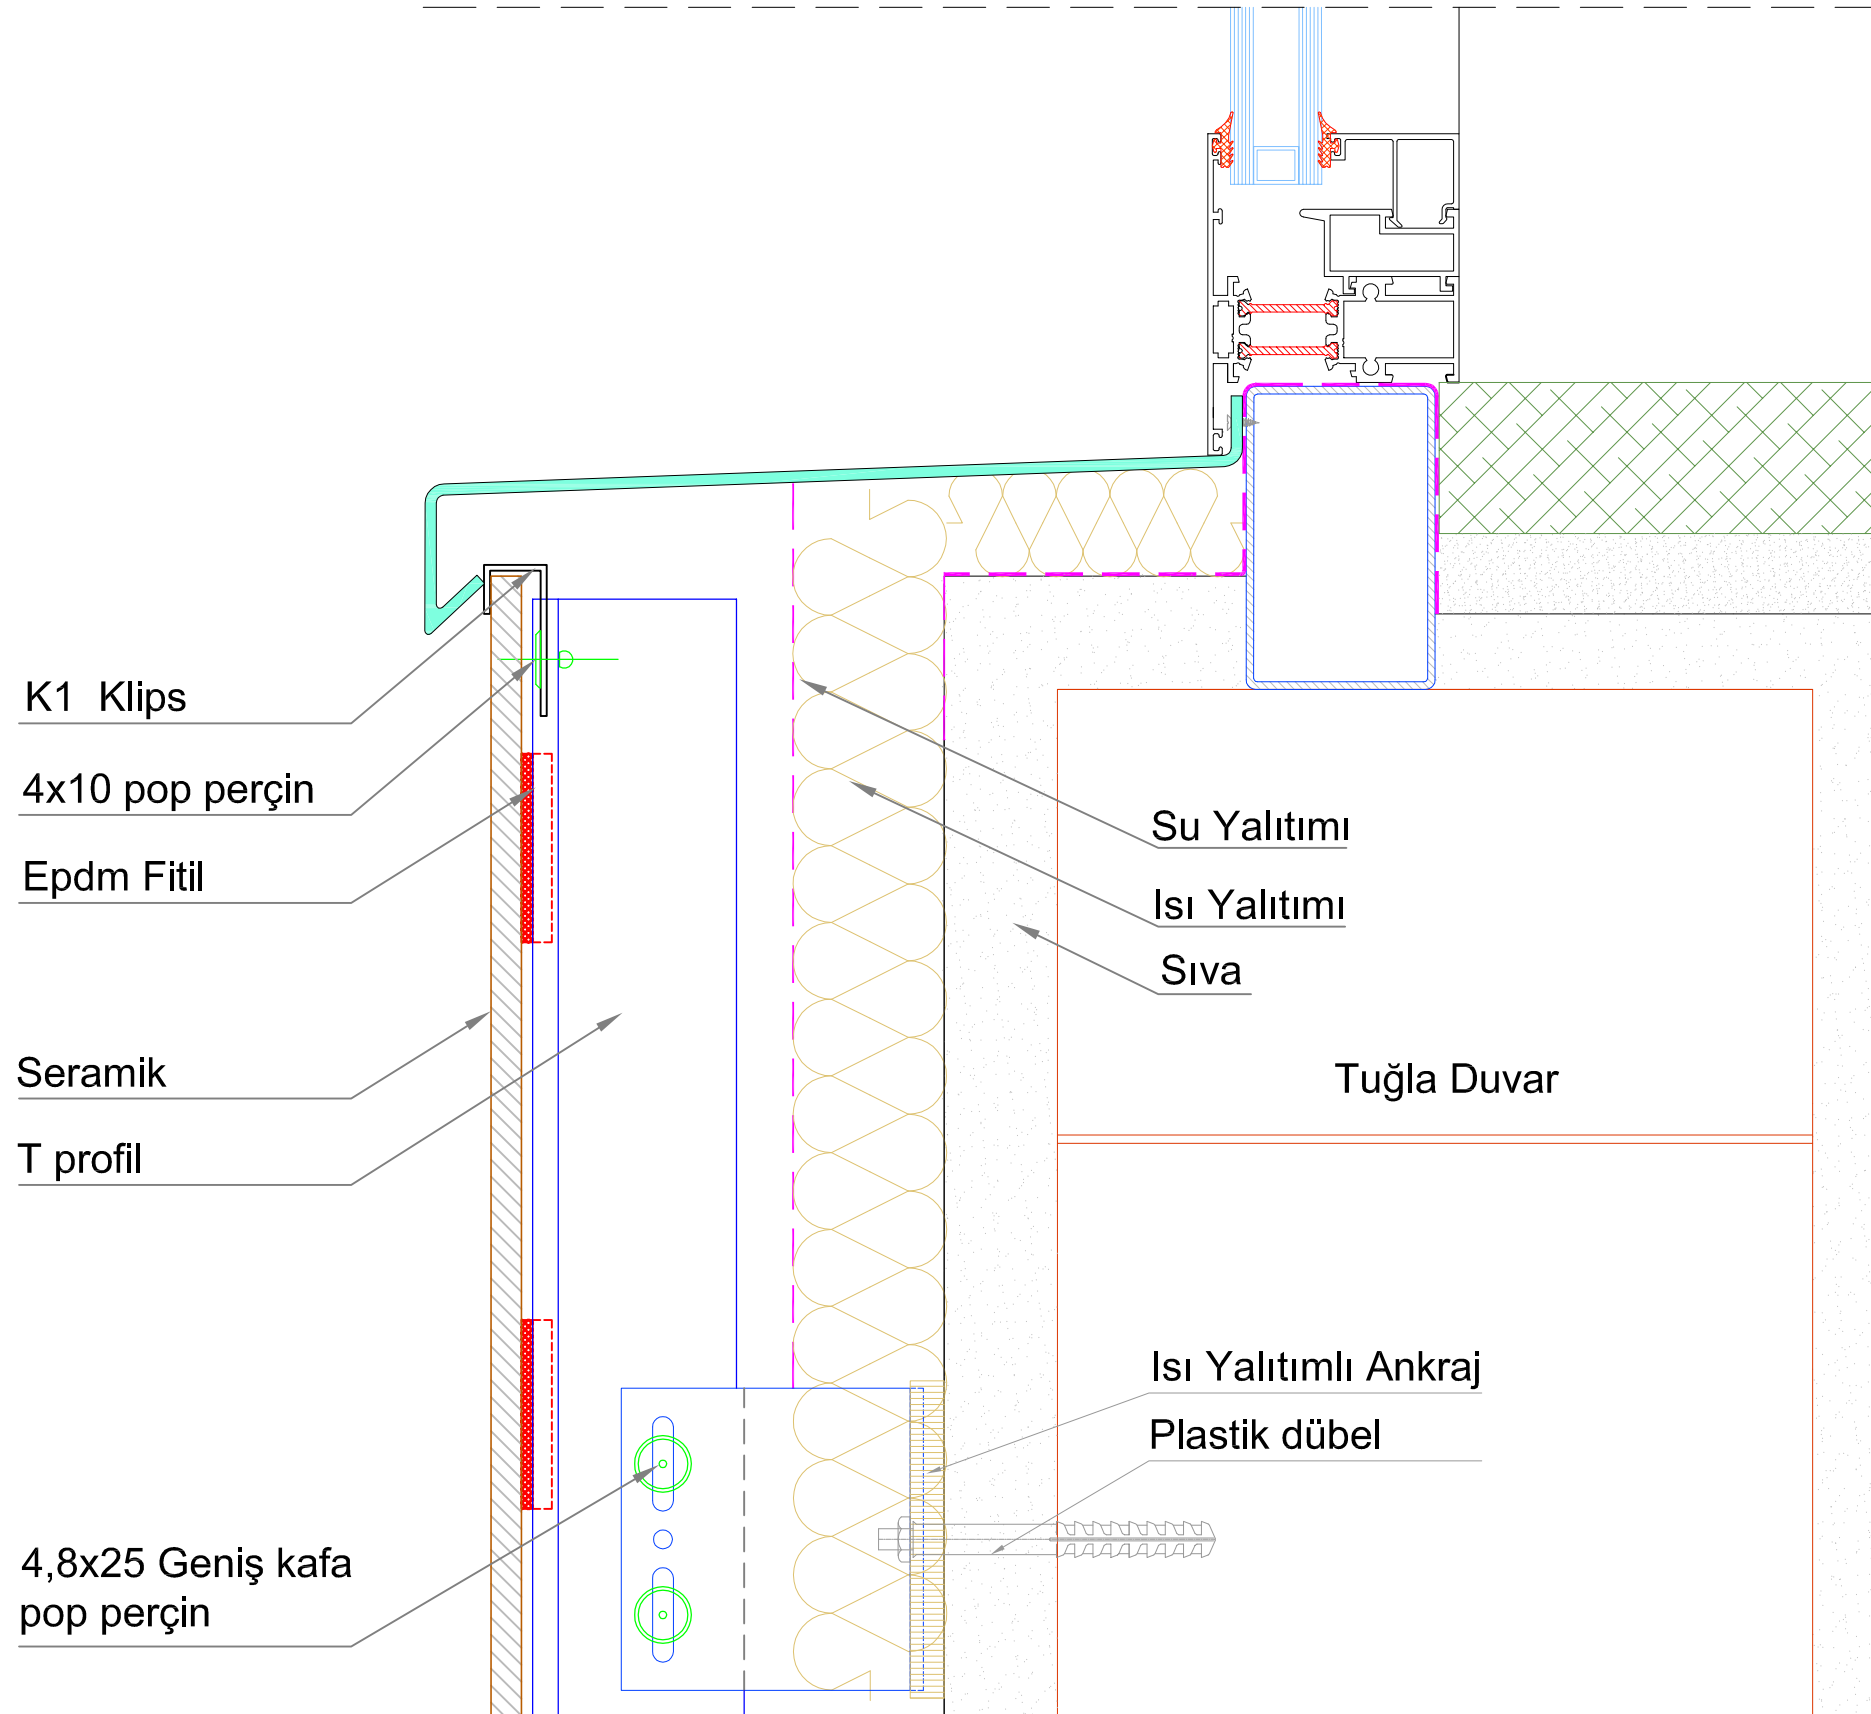 K1 Klips
4x10 pop perçin
Epdm Fitil
Seramik
T profil
4,8x25 Geniş kafa
pop perçin
Su Yalıtımı
Isı Yalıtımı
Sıva
Tuğla Duvar
Isı Yalıtımlı Ankraj
Plastik dübel